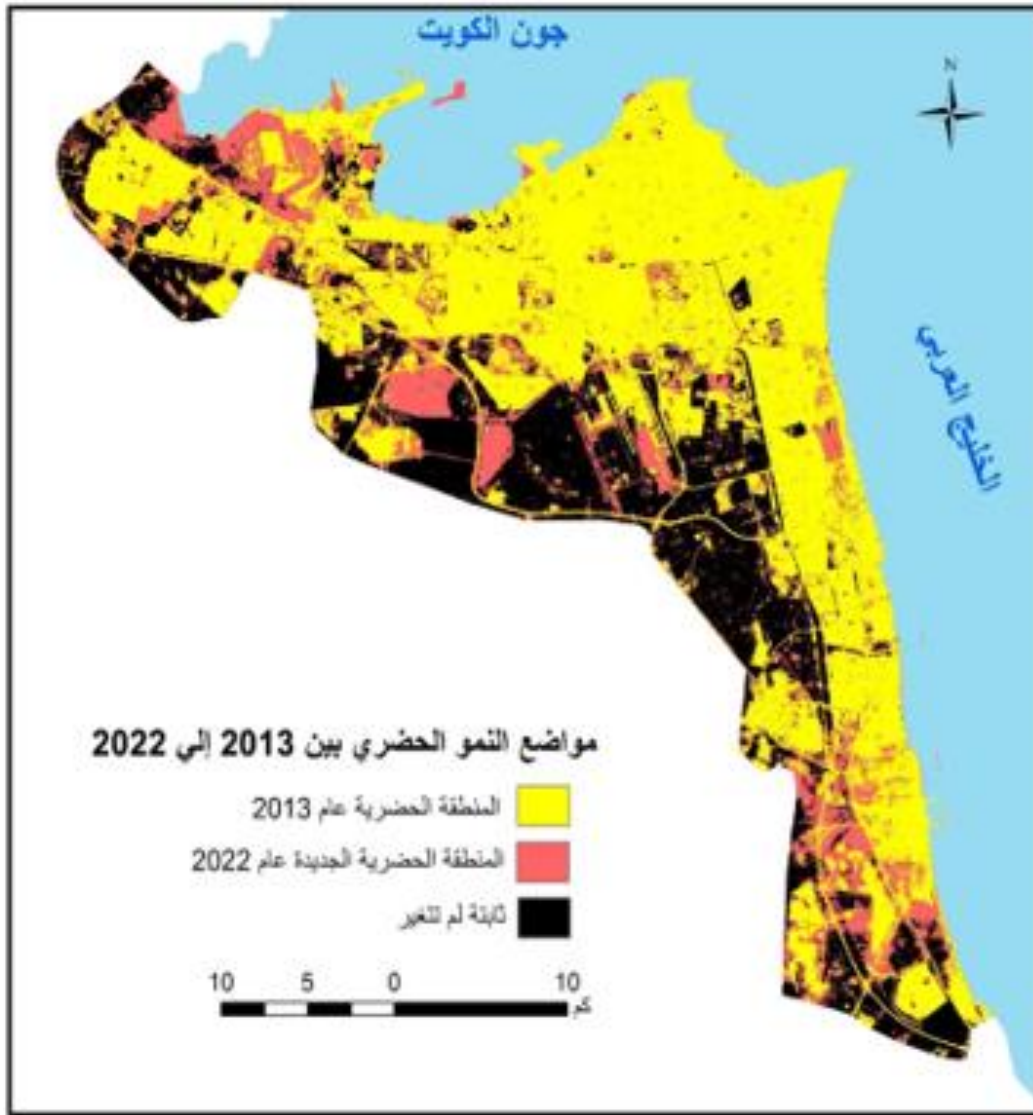 جون الكويت
N
الخليج العربي
مواضع النمو الحضري بين 2013 إلي 2022
المنطقة الحضرية عام 2013
المنطقة الحضرية الجديدة عام 2022
ثابتة لم تتغير
10 5 0 10
كم